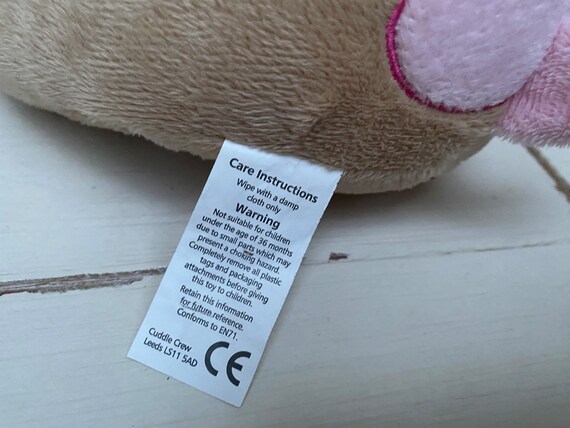 Care Instructions
Wipe with a damp
cloth only
Warning
Not suitable for children
under the age of 36 months
due to small parts which may
present a choking hazard.
Completely remove all plastic
tags and packaging
attachments before giving
this toy to children.
Retain this information
for future reference.
Conforms to EN71.
Cuddle Crew
Leeds LS11 5AD
CE